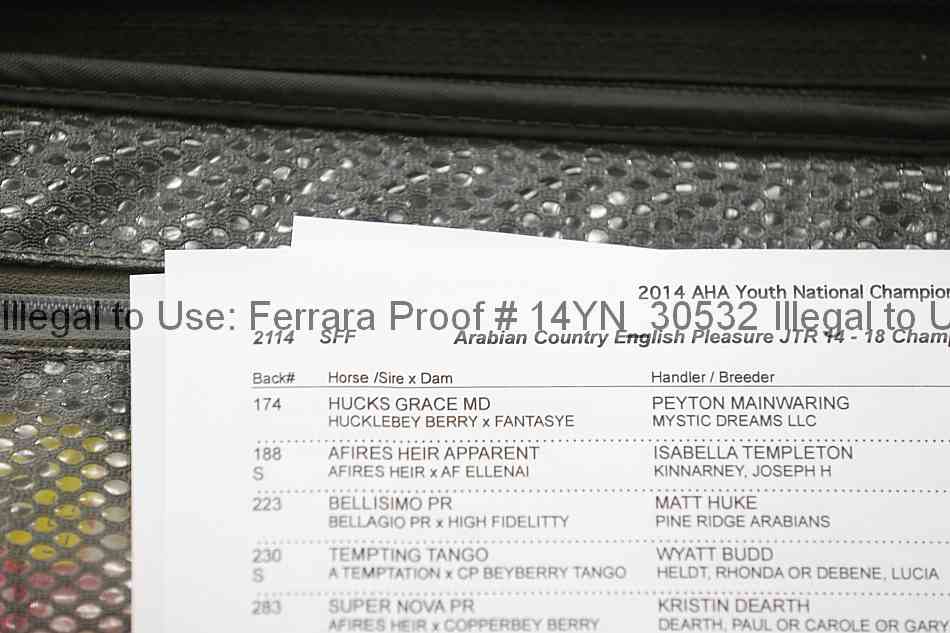 2014 AHA Youth National Champion
Illegal to Use: Ferrara Proof # 14YN_30532 Illegal to U
2114 SFF Arabian Country English Pleasure JTR 14 - 18 Champ
Back# Horse /Sire x Dam Handler / Breeder
174 HUCKS GRACE MD PEYTON MAINWARING
HUCKLEBEY BERRY x FANTASYE MYSTIC DREAMS LLC
188 AFIRES HEIR APPARENT ISABELLA TEMPLETON
S AFIRES HEIR x AF ELLENAI KINNARNEY, JOSEPH H
223 BELLISIMO PR MATT HUKE
BELLAGIO PR x HIGH FIDELITTY PINE RIDGE ARABIANS
230 TEMPTING TANGO WYATT BUDD
S A TEMPTATION x CP BEYBERRY TANGO HELDT, RHONDA OR DEBENE, LUCIA
283 SUPER NOVA PR KRISTIN DEARTH
AFIRES HEIR x COPPERBEY BERRY DEARTH, PAUL OR CAROLE OR GARY